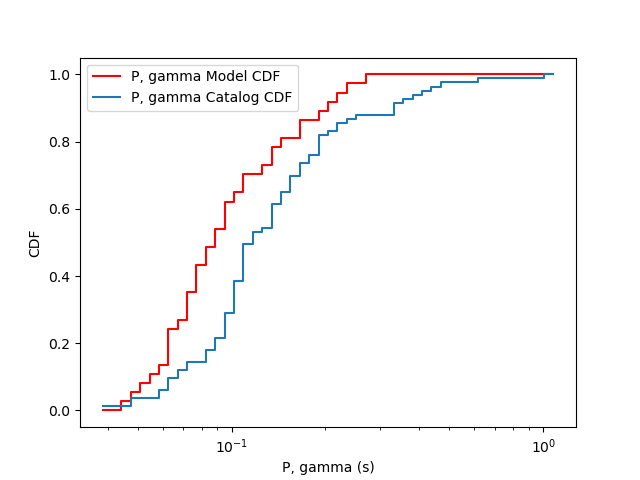 P, gamma Model CDF
P, gamma Catalog CDF
1.0
0.8
0.6
0.4
0.2
0.0
CDF
10⁻¹ 10⁰
P, gamma (s)